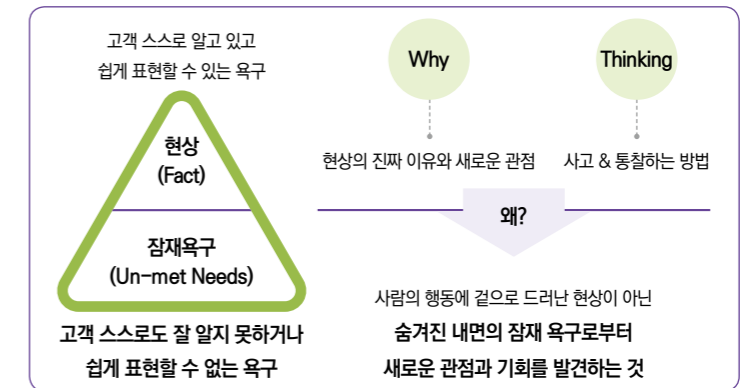 고객 스스로 알고 있고
쉽게 표현할 수 있는 욕구
현상
(Fact)
잠재욕구
(Un-met Needs)
고객 스스로도 잘 알지 못하거나
쉽게 표현할 수 없는 욕구
Why
Thinking
현상의 진짜 이유와 새로운 관점
사고 & 통찰하는 방법
왜?
사람의 행동에 겉으로 드러난 현상이 아닌
숨겨진 내면의 잠재 욕구로부터
새로운 관점과 기회를 발견하는 것